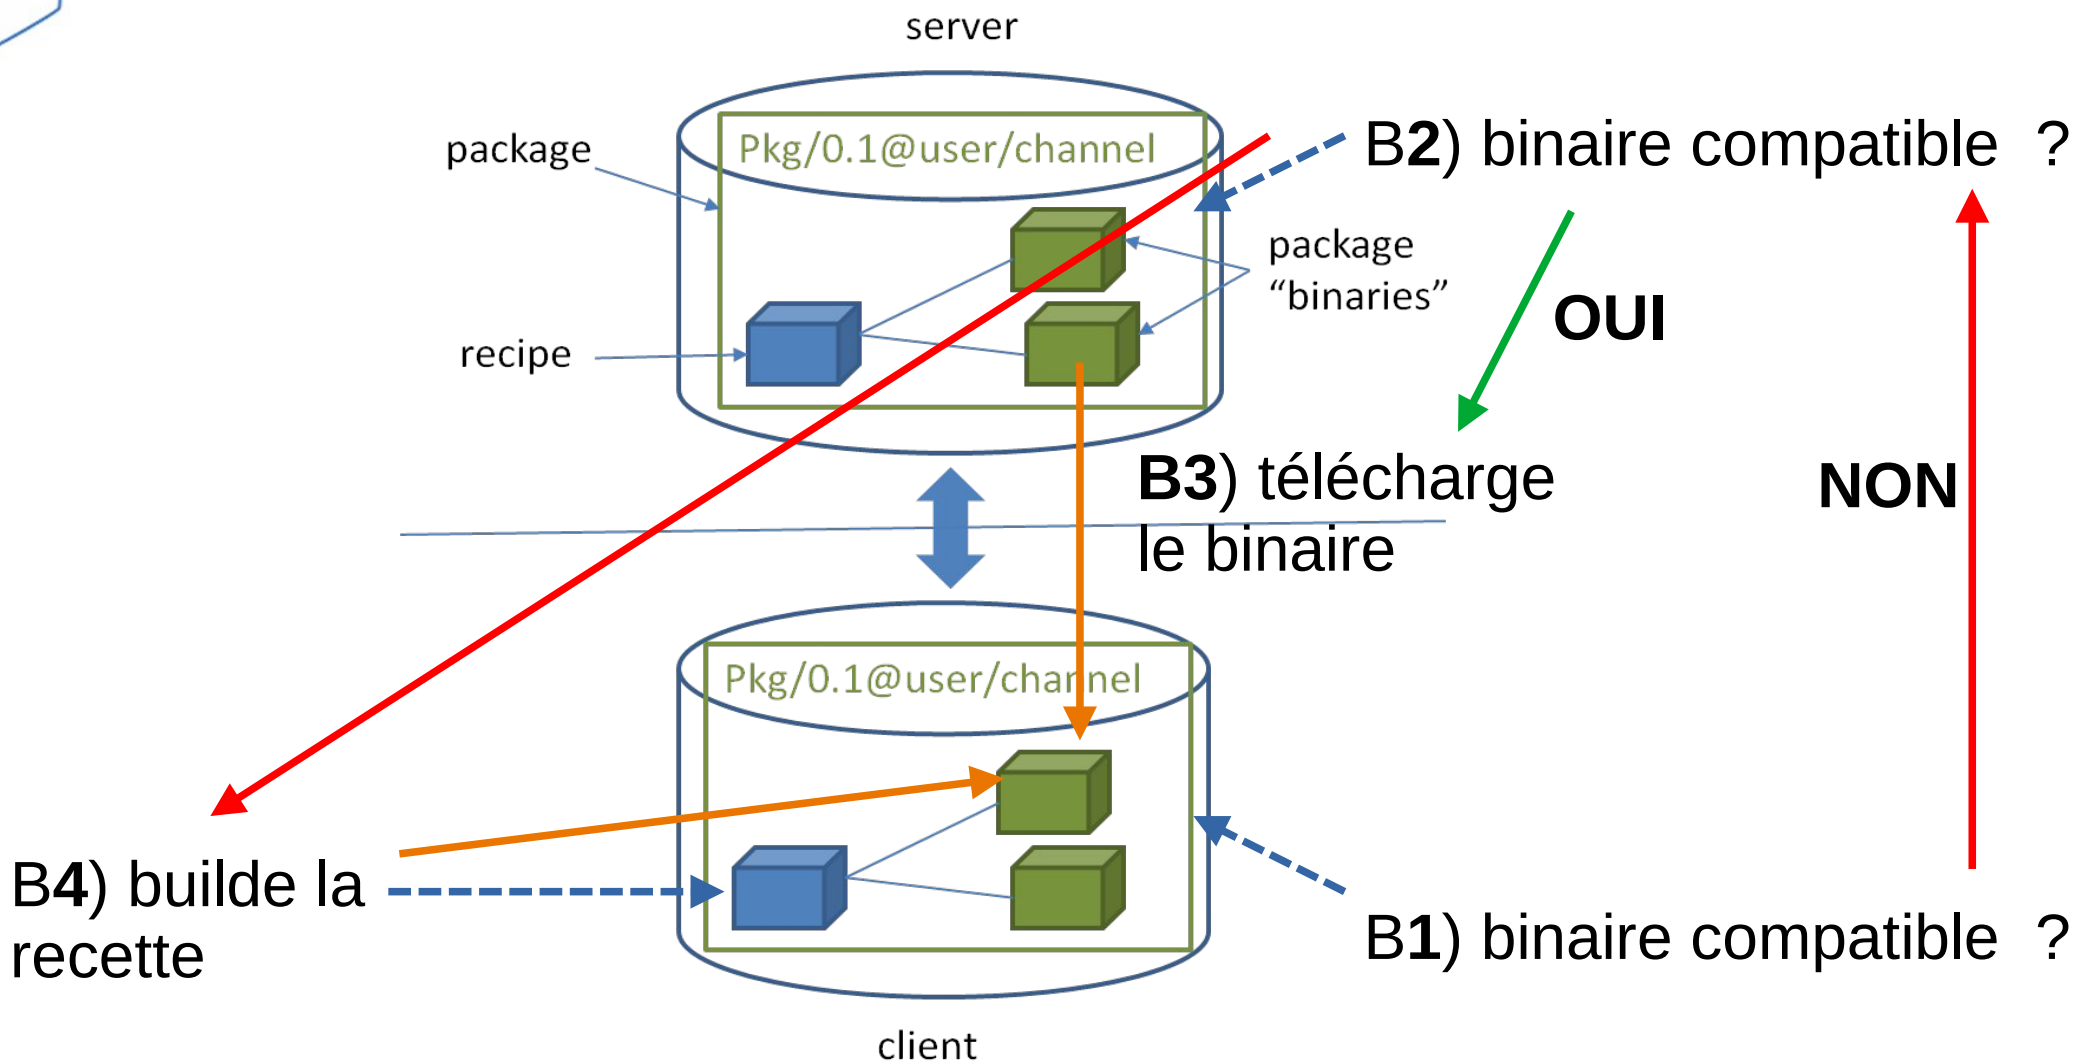 server
Pkg/0.1@user/channel
package
B2) binaire compatible ?
package
“binaries”
OUI
recipe
B3) télécharge
le binaire
NON
Pkg/0.1@user/channel
B4) builde la
recette
B1) binaire compatible ?
client